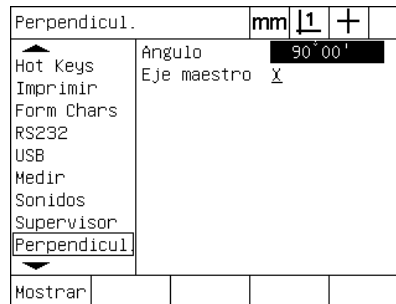 Perpendicul. mm 1
Hot Keys
Imprimir
Form Chars
RS232
USB
Medir
Sonidos
Supervisor
Perpendicul.
Angulo 90°00'
Eje maestro X
Mostrar